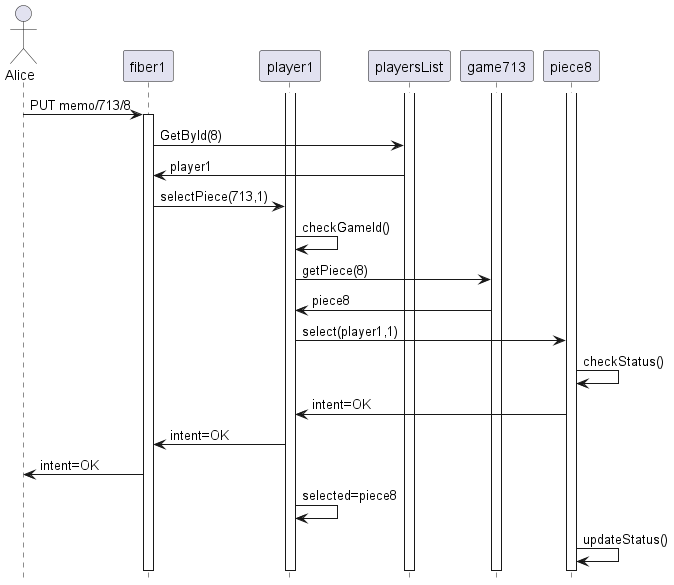 Alice
fiber1
player1
playersList
game713
piece8
PUT memo/713/8
GetById(8)
player1
selectPiece(713,1)
checkGameId()
getPiece(8)
piece8
select(player1,1)
checkStatus()
intent=OK
intent=OK
intent=OK
selected=piece8
updateStatus()